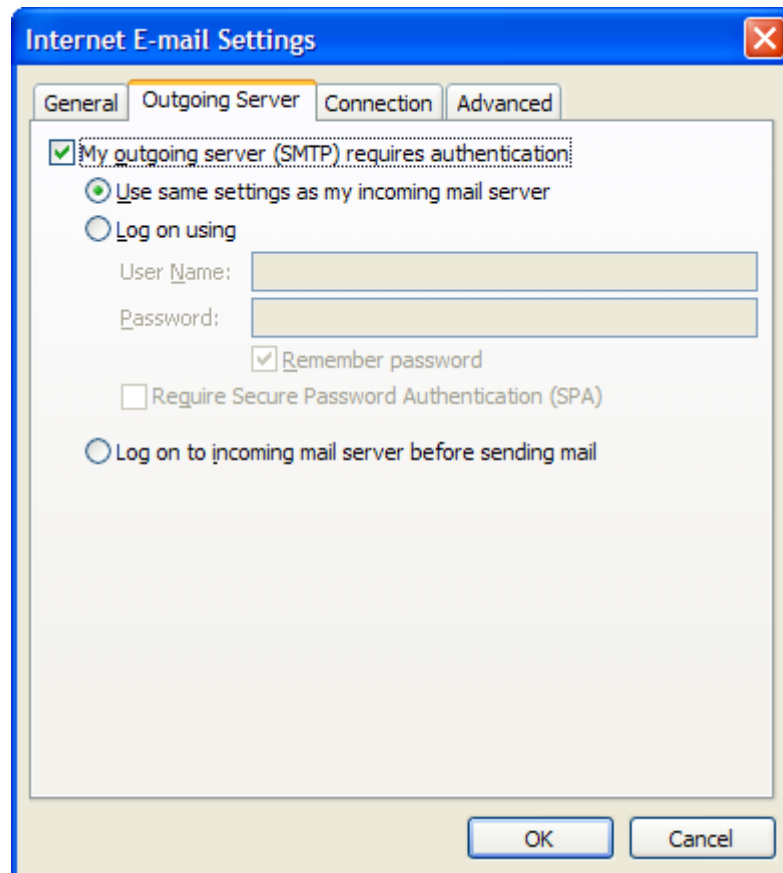 Internet E-mail Settings
General Outgoing Server Connection Advanced
My outgoing server (SMTP) requires authentication
Use same settings as my incoming mail server
Log on using
User Name:
Password:
Remember password
Require Secure Password Authentication (SPA)
Log on to incoming mail server before sending mail
OK Cancel